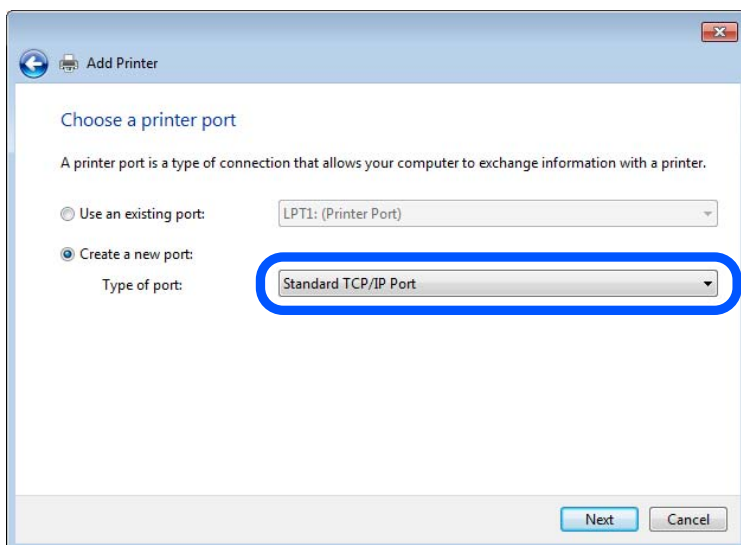 Add Printer
Choose a printer port
A printer port is a type of connection that allows your computer to exchange information with a printer.
Use an existing port: LPT1: (Printer Port)
Create a new port:
Type of port: Standard TCP/IP Port
Next Cancel